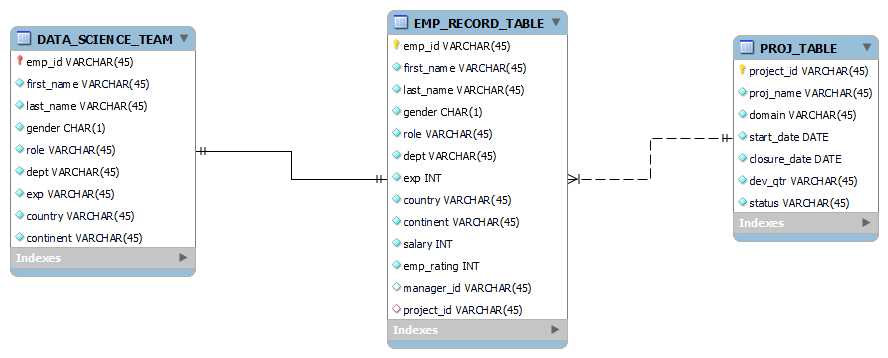 DATA_SCIENCE_TEAM
emp_id VARCHAR(45)
first_name VARCHAR(45)
last_name VARCHAR(45)
gender CHAR(1)
role VARCHAR(45)
dept VARCHAR(45)
exp VARCHAR(45)
country VARCHAR(45)
continent VARCHAR(45)
Indexes
EMP_RECORD_TABLE
emp_id VARCHAR(45)
first_name VARCHAR(45)
last_name VARCHAR(45)
gender CHAR(1)
role VARCHAR(45)
dept VARCHAR(45)
exp INT
country VARCHAR(45)
continent VARCHAR(45)
salary INT
emp_rating INT
manager_id VARCHAR(45)
project_id VARCHAR(45)
Indexes
PROJ_TABLE
project_id VARCHAR(45)
proj_name VARCHAR(45)
domain VARCHAR(45)
start_date DATE
closure_date DATE
dev_qtr VARCHAR(45)
status VARCHAR(45)
Indexes